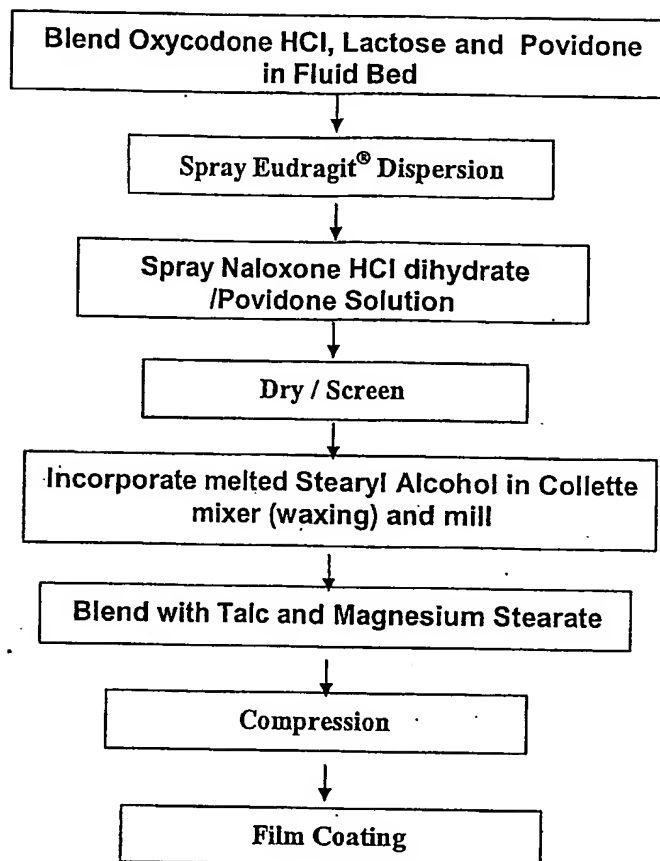 Blend Oxycodone HCl, Lactose and Povidone
in Fluid Bed
Spray Eudragit® Dispersion
Spray Naloxone HCl dihydrate
/Povidone Solution
Dry / Screen
Incorporate melted Stearyl Alcohol in Collette
mixer (waxing) and mill
Blend with Talc and Magnesium Stearate
Compression
Film Coating